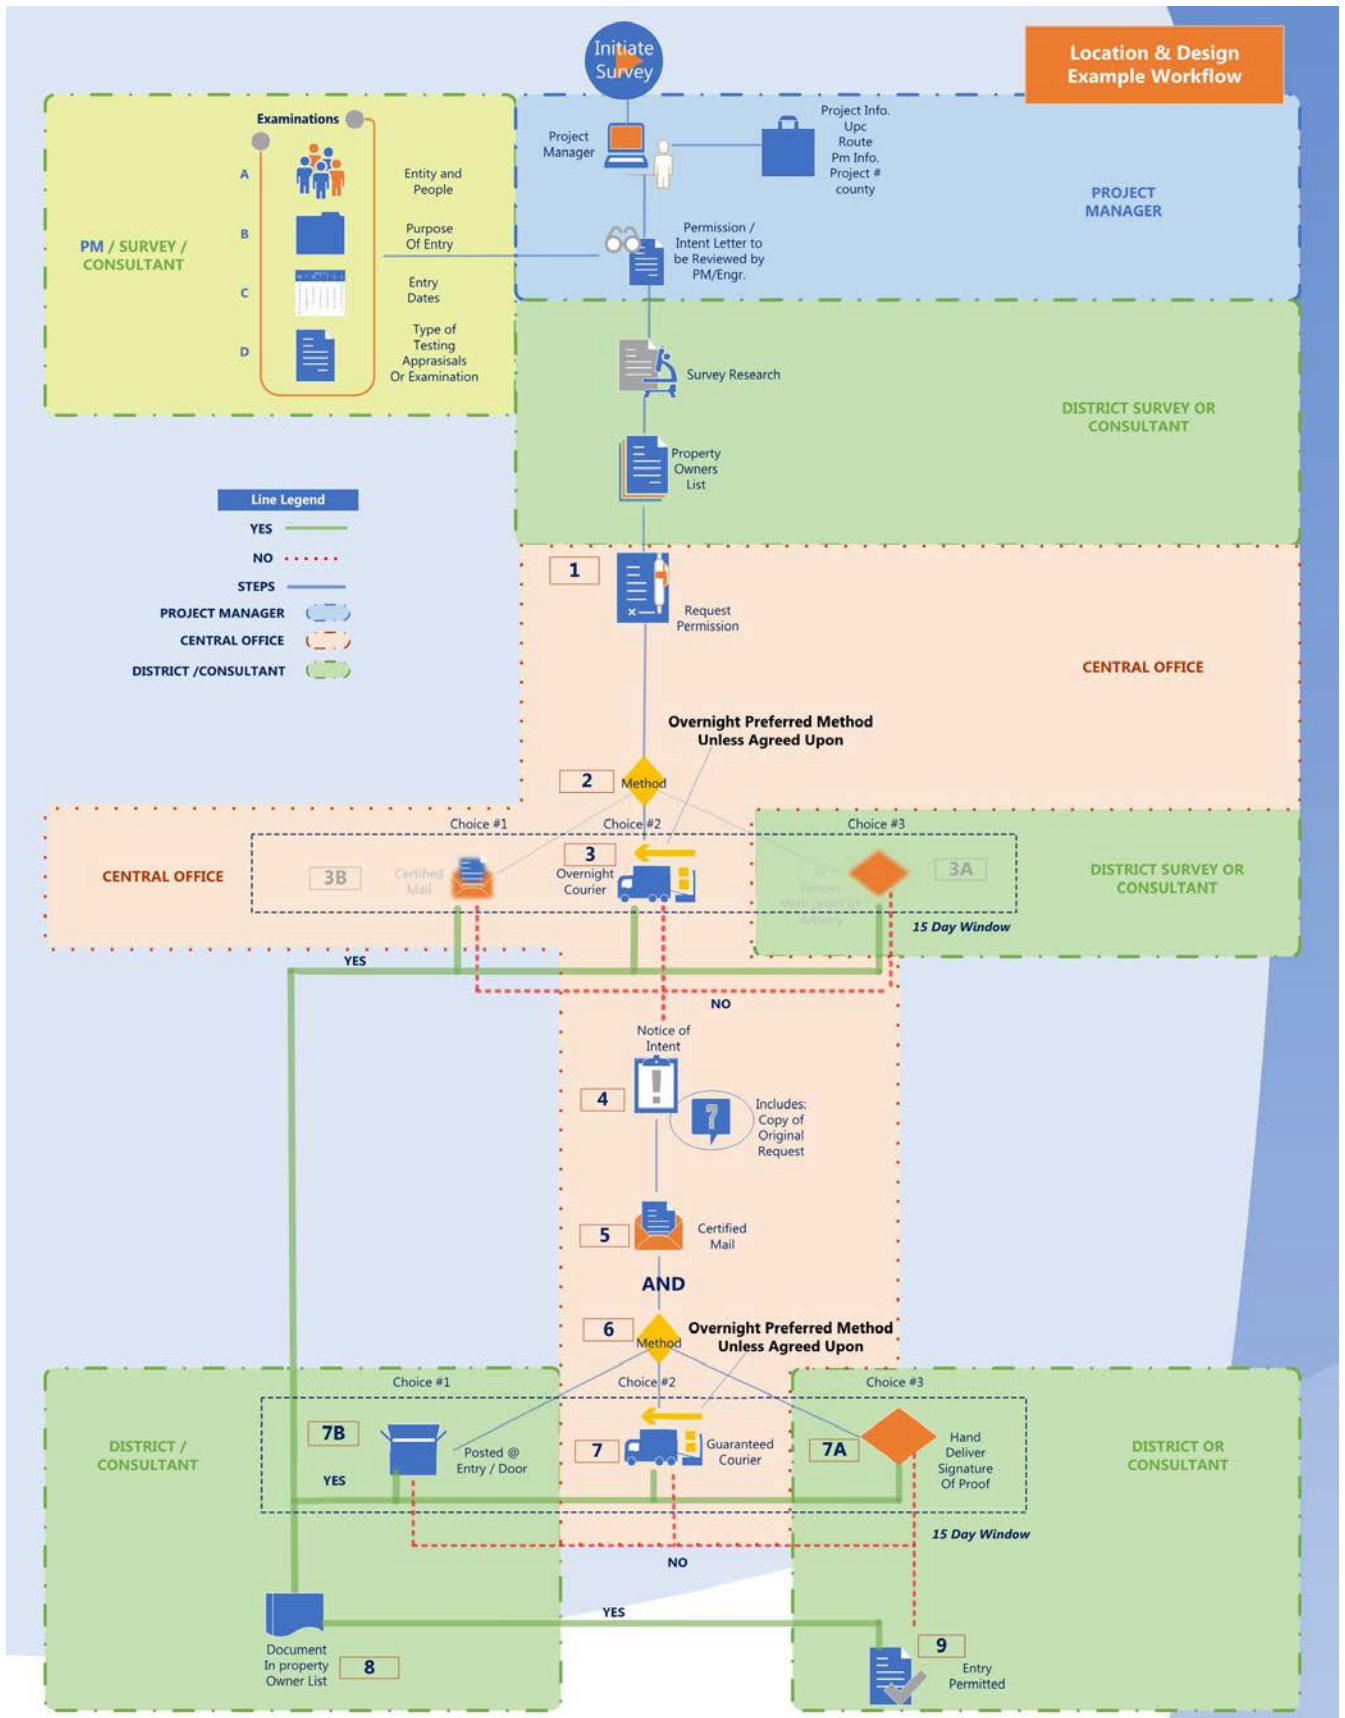 Initiate
Survey
Location & Design
Example Workflow
Examinations
A
Entity and
People
B
Purpose
Of Entry
C
Entry
Dates
D
Type of
Testing
Apprasisals
Or Examination
PM / SURVEY /
CONSULTANT
Project
Manager
Project Info.
Upc
Route
Pm Info.
Project #
county
PROJECT
MANAGER
Permission /
Intent Letter to
be Reviewed by
PM/Engr.
Survey Research
DISTRICT SURVEY OR
CONSULTANT
Property
Owners
List
Line Legend
YES
NO
STEPS
PROJECT MANAGER
CENTRAL OFFICE
DISTRICT /CONSULTANT
1
Request
Permission
CENTRAL OFFICE
Overnight Preferred Method
Unless Agreed Upon
2
Method
Choice #1
Choice #2
Choice #3
CENTRAL OFFICE
3B
Certified
Mail
3
Overnight
Courier
Person
With proof of
delivery
3A
DISTRICT SURVEY OR
CONSULTANT
15 Day Window
YES
NO
Notice of
Intent
4
Includes:
Copy of
Original
Request
5
Certified
Mail
AND
6
Method
Overnight Preferred Method
Unless Agreed Upon
Choice #1
Choice #2
Choice #3
DISTRICT /
CONSULTANT
7B
Posted @
Entry / Door
7
Guaranteed
Courier
7A
Hand
Deliver
Signature
Of Proof
DISTRICT OR
CONSULTANT
YES
15 Day Window
NO
YES
Document
In property
Owner List
8
9
Entry
Permitted